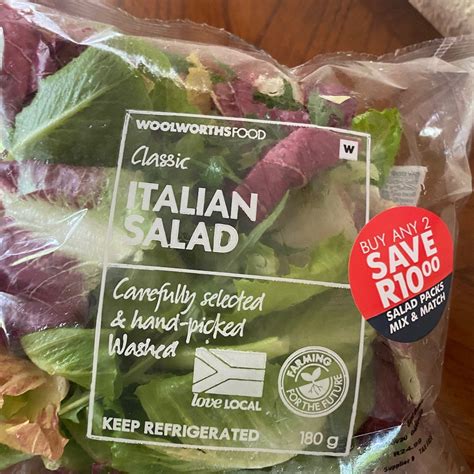 WOOLWORTHSFOOD
W
Classic
ITALIAN
SALAD
Carefully selected
& hand-picked
Washed
love LOCAL
FARMING
FOR THE FUTURE
KEEP REFRIGERATED
180 g
BUY ANY 2
SAVE
R10.00
SALAD PACKS
MIX & MATCH